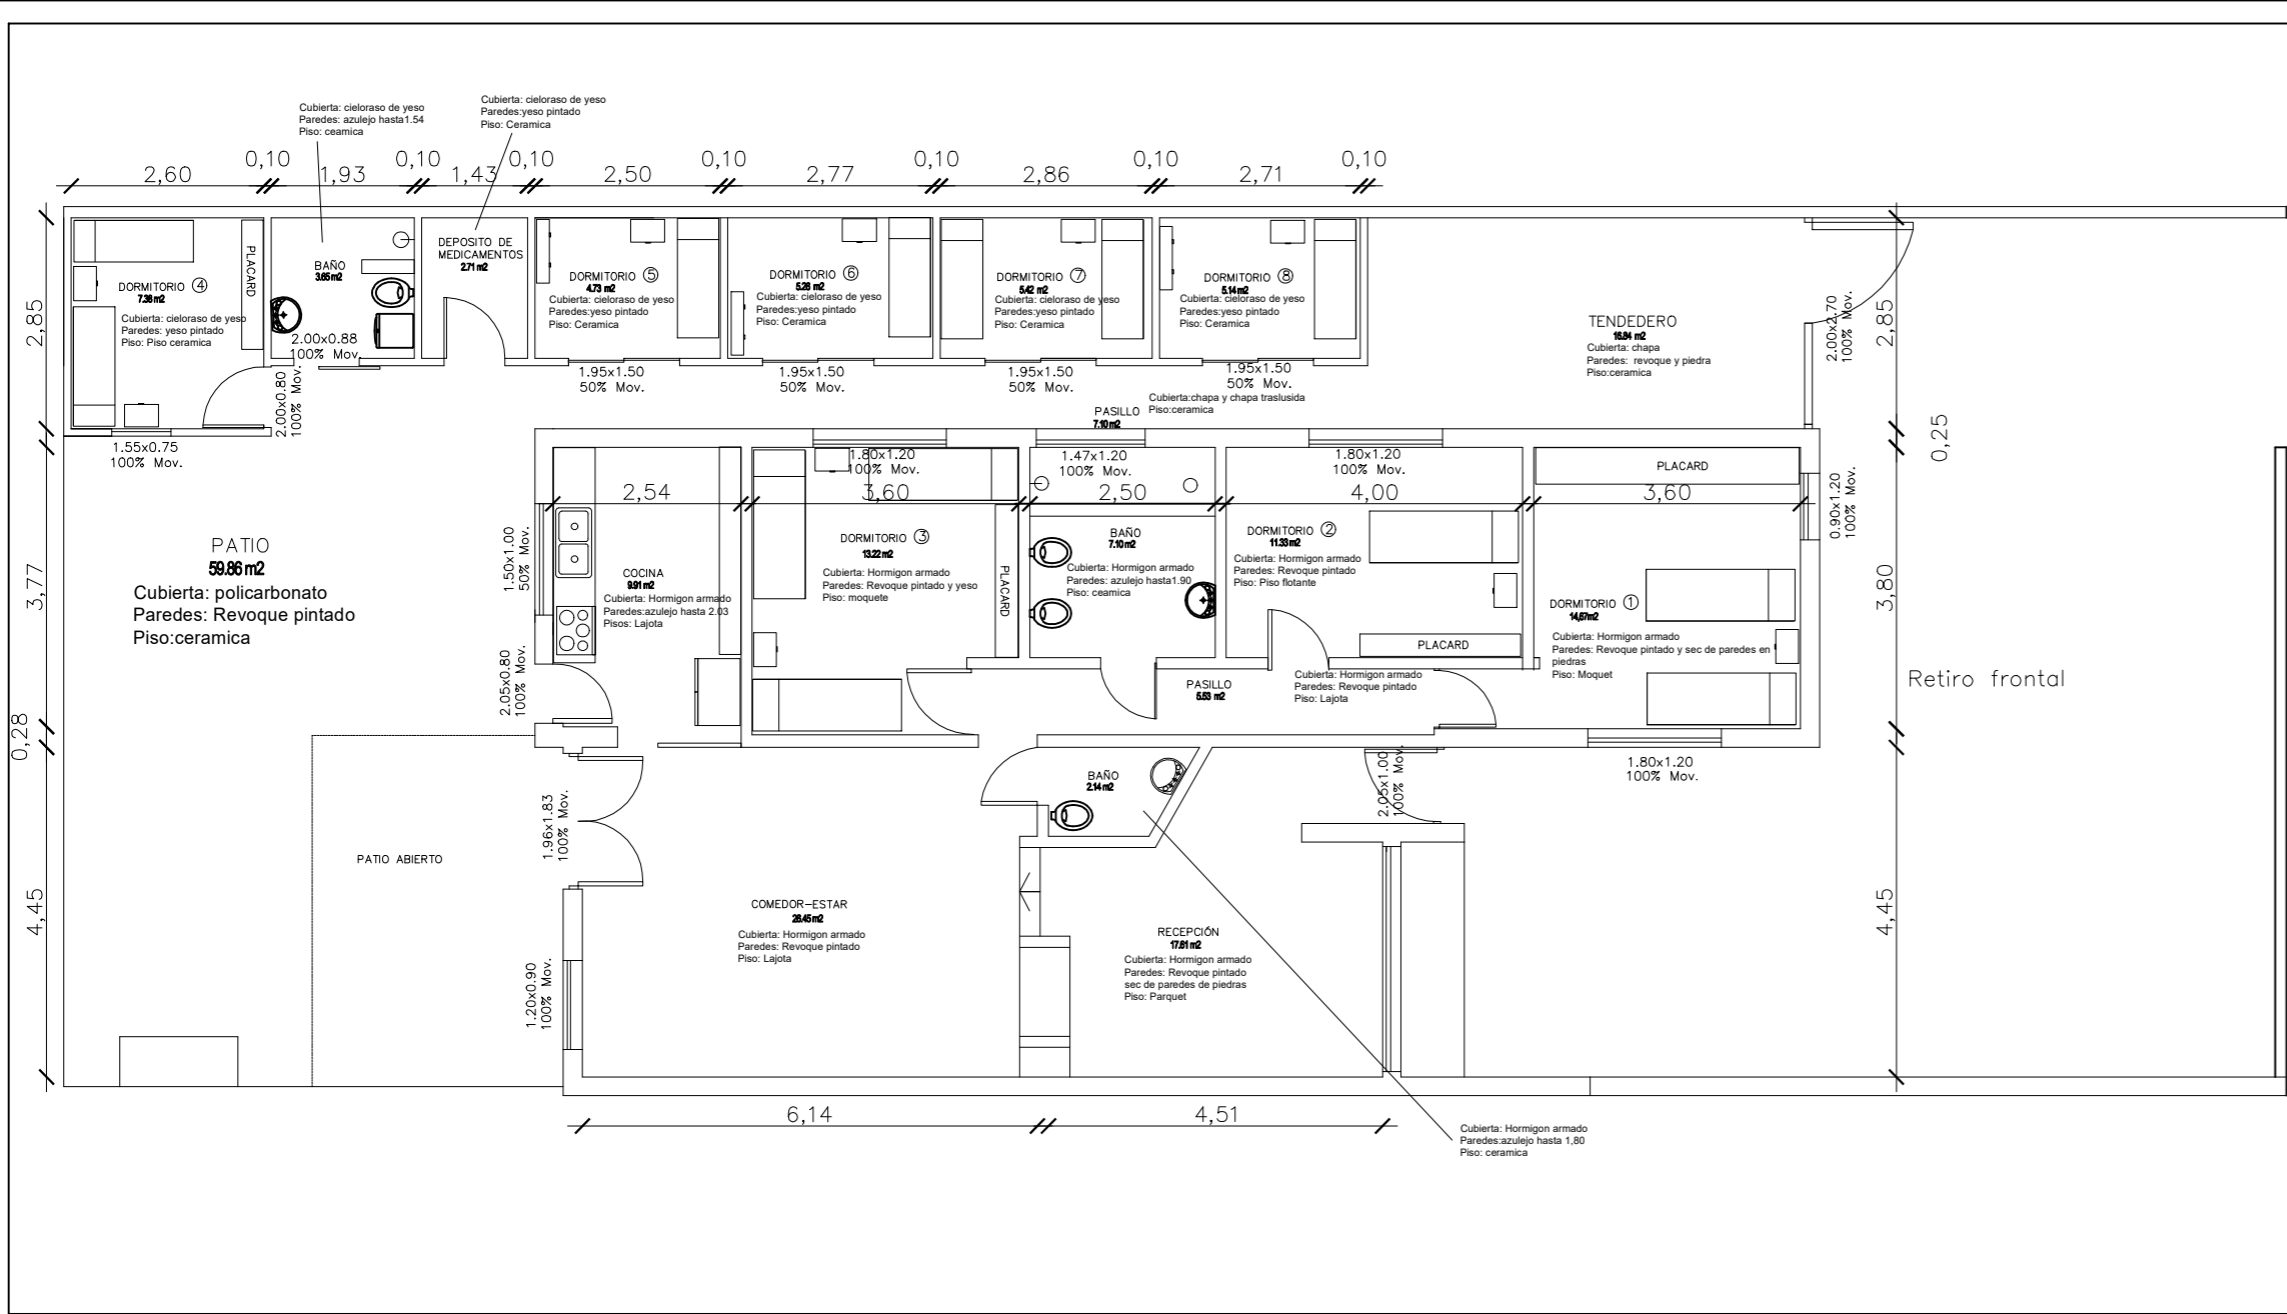 Cubierta: cieloraso de yeso
Paredes: azulejo hasta1.54
Piso: ceamica
Cubierta: cieloraso de yeso
Paredes:yeso pintado
Piso: Ceramica
2,60
0,10
1,93
0,10
1,43
0,10
2,50
0,10
2,77
0,10
2,86
0,10
2,71
0,10
2,85
3,77
0,28
4,45
DORMITORIO 4
7.36 m2
Cubierta: cieloraso de yeso
Paredes: yeso pintado
Piso: Piso ceramica
PLACARD
BAÑO
3.65m2
2.00x0.88
100% Mov.
2.00x0.80
100% Mov.
1.55x0.75
100% Mov.
DEPOSITO DE
MEDICAMENTOS
2.71 m2
DORMITORIO 5
4.73 m2
Cubierta: cieloraso de yeso
Paredes:yeso pintado
Piso: Ceramica
1.95x1.50
50% Mov.
DORMITORIO 6
5.26 m2
Cubierta: cieloraso de yeso
Paredes:yeso pintado
Piso: Ceramica
1.95x1.50
50% Mov.
DORMITORIO 7
5.42 m2
Cubierta: cieloraso de yeso
Paredes:yeso pintado
Piso: Ceramica
1.95x1.50
50% Mov.
DORMITORIO 8
5.14m2
Cubierta: cieloraso de yeso
Paredes:yeso pintado
Piso: Ceramica
1.95x1.50
50% Mov.
TENDEDERO
16.84 m2
Cubierta: chapa
Paredes: revoque y piedra
Piso:ceramica
2.00x2.70
100% Mov.
2,85
0,25
3,80
4,45
Cubierta:chapa y chapa traslusida
Piso:ceramica
PASILLO
7.10 m2
PATIO
59.86 m2
Cubierta: policarbonato
Paredes: Revoque pintado
Piso:ceramica
PATIO ABIERTO
1.50x1.00
50% Mov.
2.05x0.80
100% Mov.
1.96x1.83
100% Mov.
1.20x0.90
100% Mov.
2,54
COCINA
9.91 m2
Cubierta: Hormigon armado
Paredes:azulejo hasta 2.03
Pisos: Lajota
1.80x1.20
100% Mov.
3,60
DORMITORIO 3
13.22 m2
Cubierta: Hormigon armado
Paredes: Revoque pintado y yeso
Piso: moquete
PLACARD
1.47x1.20
100% Mov.
2,50
BAÑO
7.10 m2
Cubierta: Hormigon armado
Paredes: azulejo hasta1.90
Piso: ceamica
1.80x1.20
100% Mov.
4,00
DORMITORIO 2
11.33 m2
Cubierta: Hormigon armado
Paredes: Revoque pintado
Piso: Piso flotante
PLACARD
PLACARD
3,60
0.90x1.20
100% Mov.
DORMITORIO 1
14,67m2
Cubierta: Hormigon armado
Paredes: Revoque pintado y sec de paredes en
piedras
Piso: Moquet
1.80x1.20
100% Mov.
PASILLO
5.53 m2
Cubierta: Hormigon armado
Paredes: Revoque pintado
Piso: Lajota
Retiro frontal
BAÑO
2.14 m2
2.05x1.00
100% Mov.
COMEDOR-ESTAR
26.45 m2
Cubierta: Hormigon armado
Paredes: Revoque pintado
Piso: Lajota
RECEPCIÓN
17.61 m2
Cubierta: Hormigon armado
Paredes: Revoque pintado
sec de paredes de piedras
Piso: Parquet
6,14
4,51
Cubierta: Hormigon armado
Paredes:azulejo hasta 1,80
Piso: ceramica